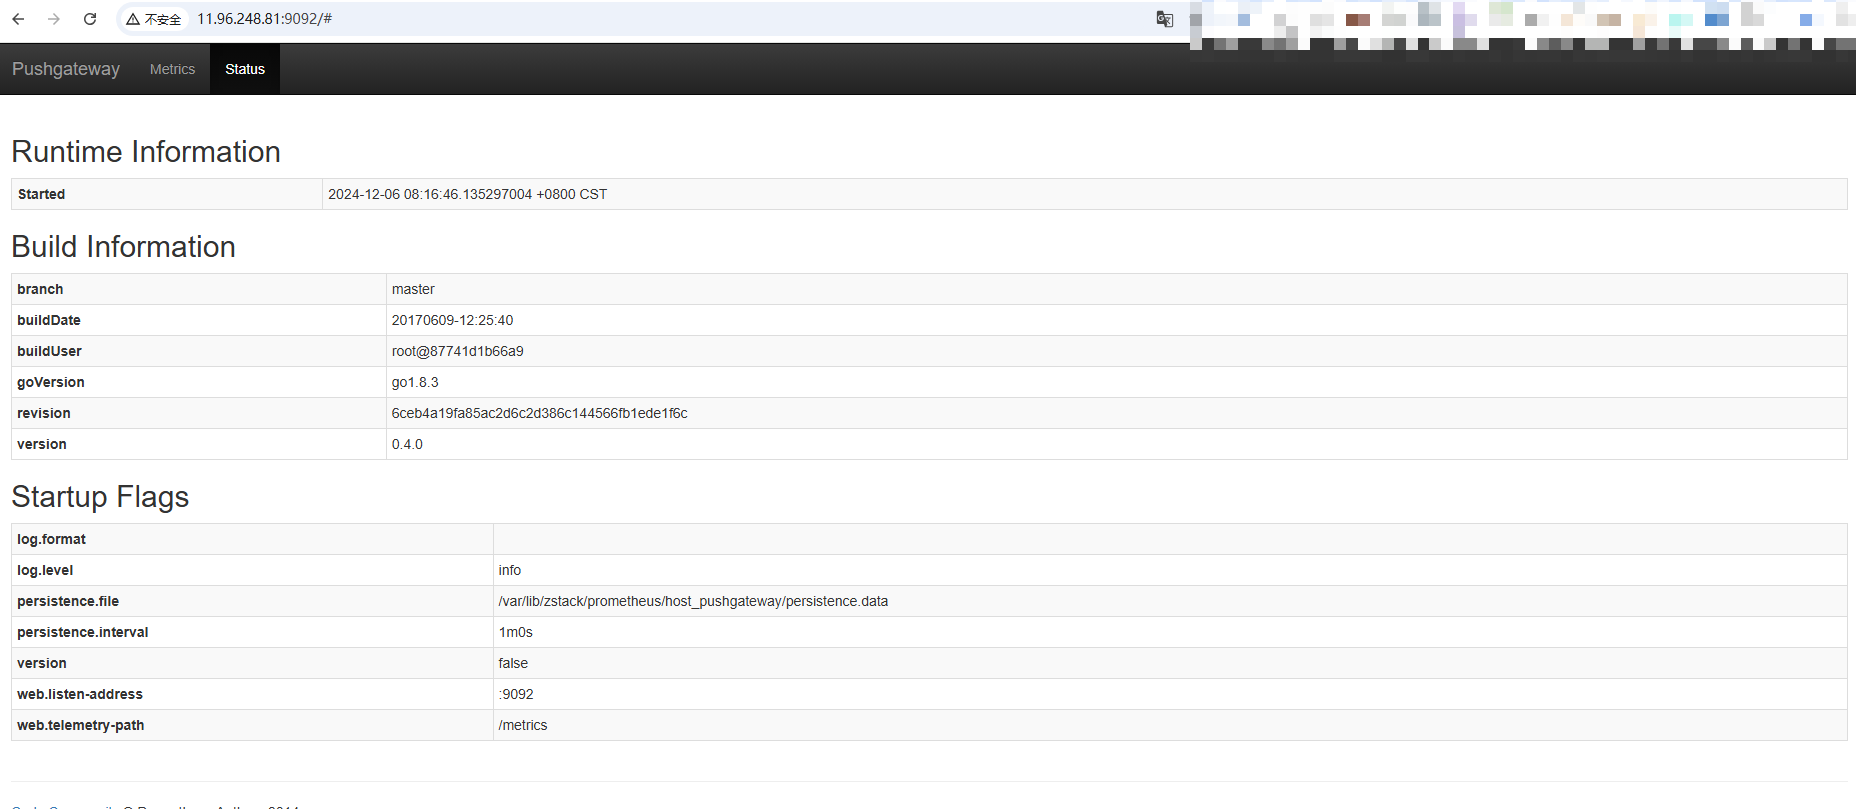 不安全 11.96.248.81:9092/#
Pushgateway Metrics Status
Runtime Information
Started 2024-12-06 08:16:46.135297004 +0800 CST
Build Information
branch master
buildDate 20170609-12:25:40
buildUser root@87741d1b66a9
goVersion go1.8.3
revision 6ceb4a19fa85ac2d6c2d386c144566fb1ede1f6c
version 0.4.0
Startup Flags
log.format
log.level info
persistence.file /var/lib/zstack/prometheus/host_pushgateway/persistence.data
persistence.interval 1m0s
version false
web.listen-address :9092
web.telemetry-path /metrics